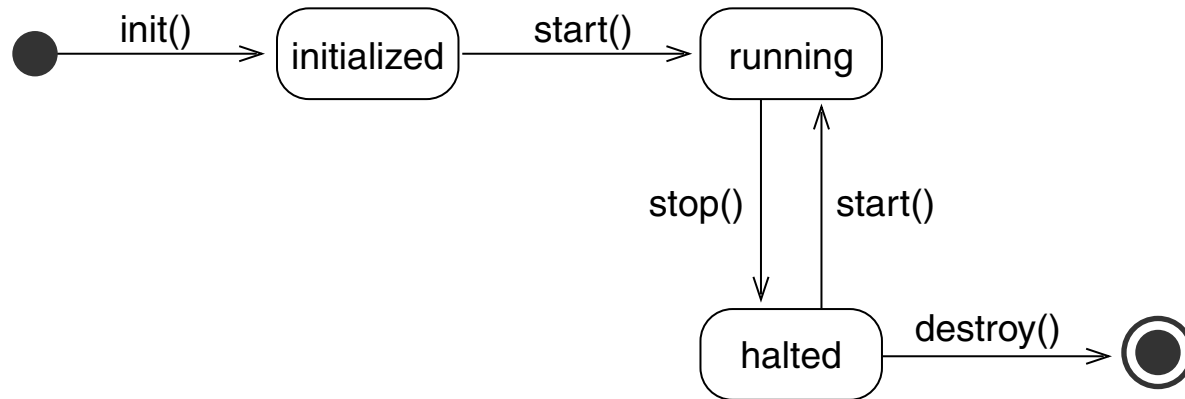 init()
initialized
start()
running
stop()
start()
halted
destroy()